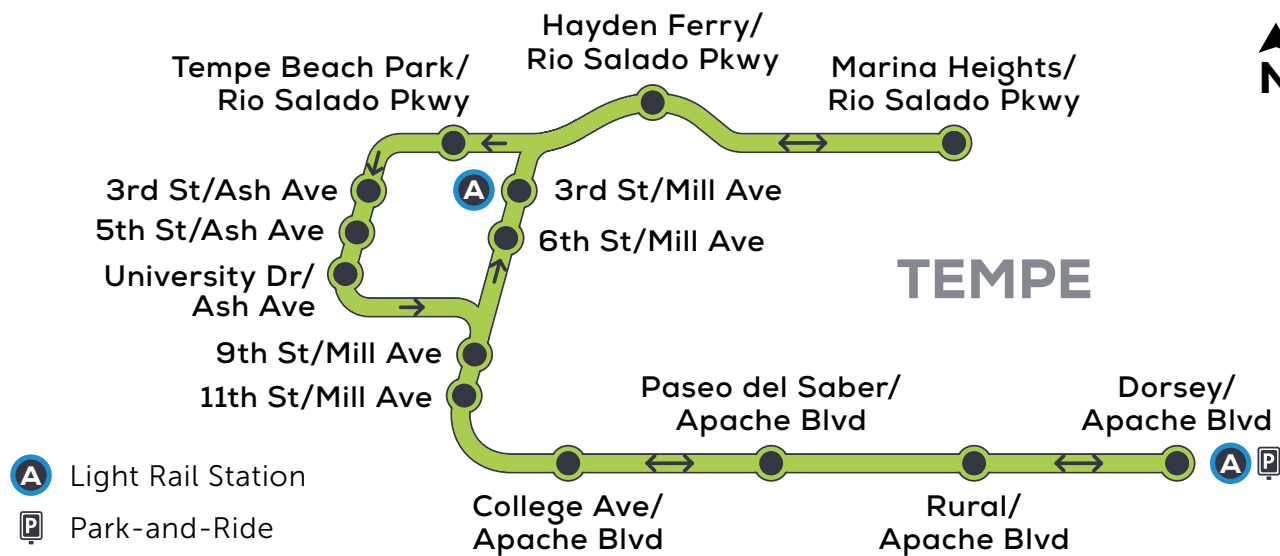 Hayden Ferry/
Rio Salado Pkwy
Tempe Beach Park/
Rio Salado Pkwy
Marina Heights/
Rio Salado Pkwy
N
3rd St/Ash Ave
A
3rd St/Mill Ave
5th St/Ash Ave
6th St/Mill Ave
University Dr/
Ash Ave
TEMPE
9th St/Mill Ave
11th St/Mill Ave
Paseo del Saber/
Apache Blvd
Dorsey/
Apache Blvd
A
P
College Ave/
Apache Blvd
Rural/
Apache Blvd
A Light Rail Station
P Park-and-Ride